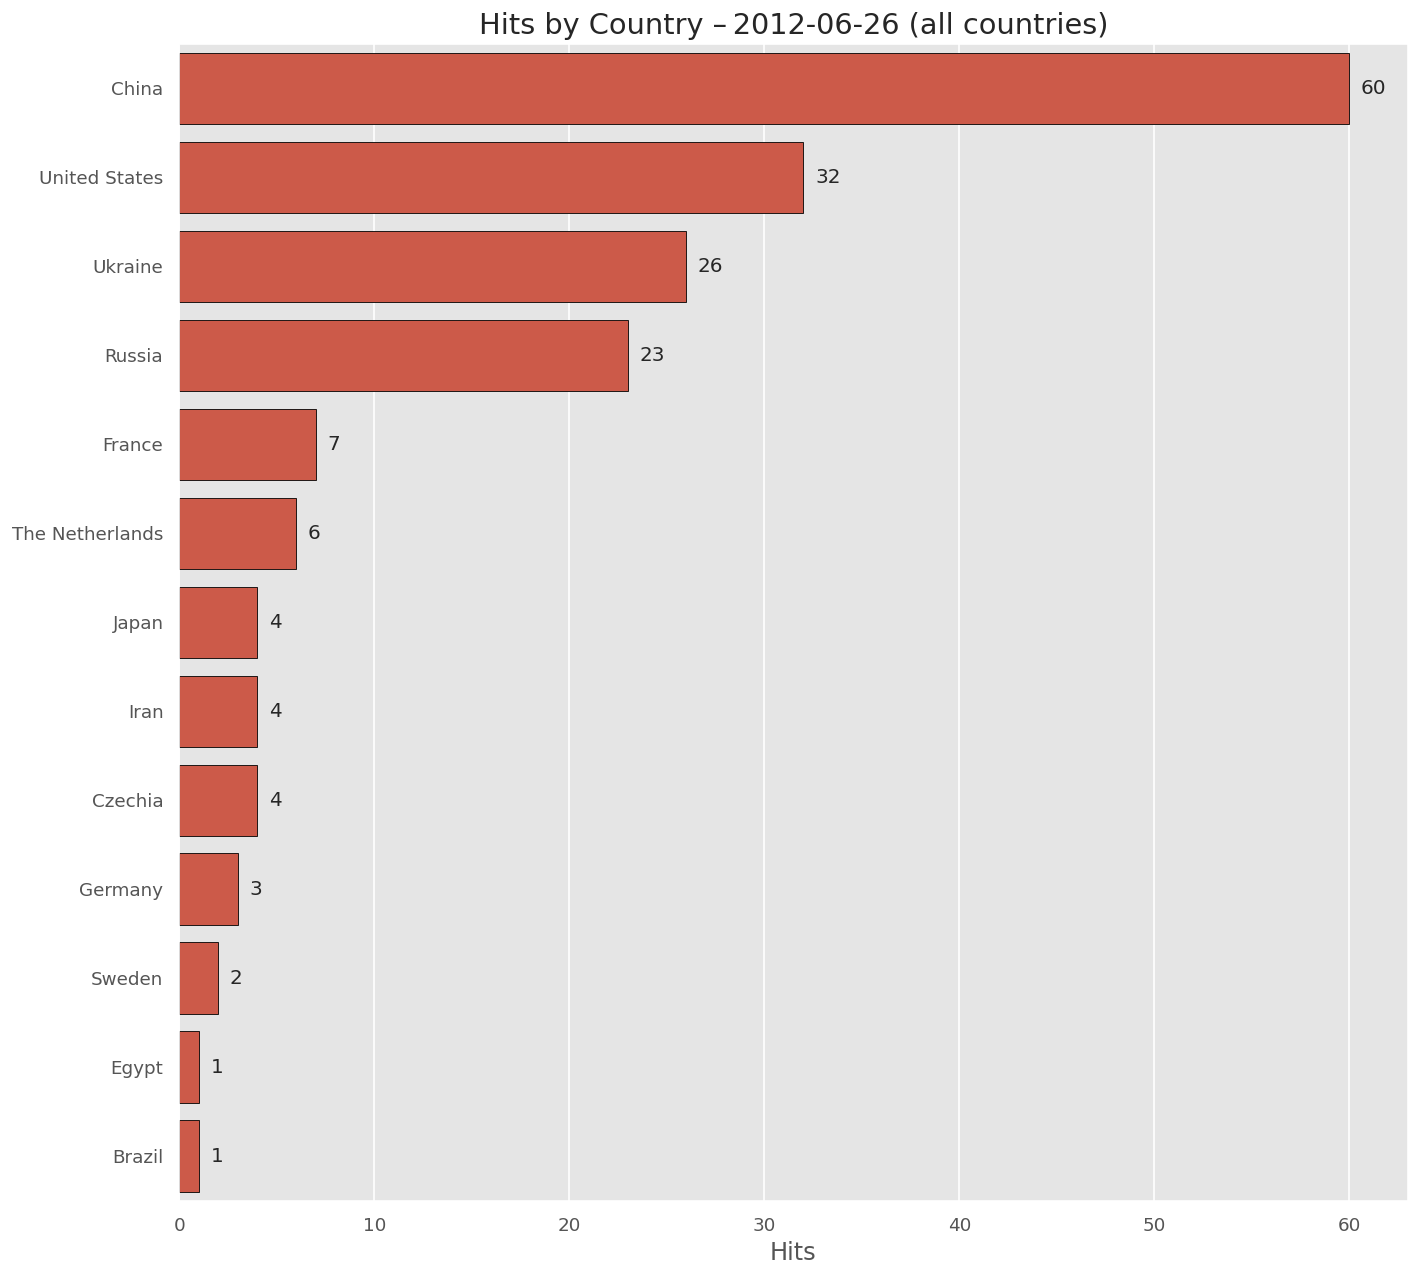 Hits by Country – 2012-06-26 (all countries)
China 60
United States 32
Ukraine 26
Russia 23
France 7
The Netherlands 6
Japan 4
Iran 4
Czechia 4
Germany 3
Sweden 2
Egypt 1
Brazil 1
0 10 20 30 40 50 60
Hits